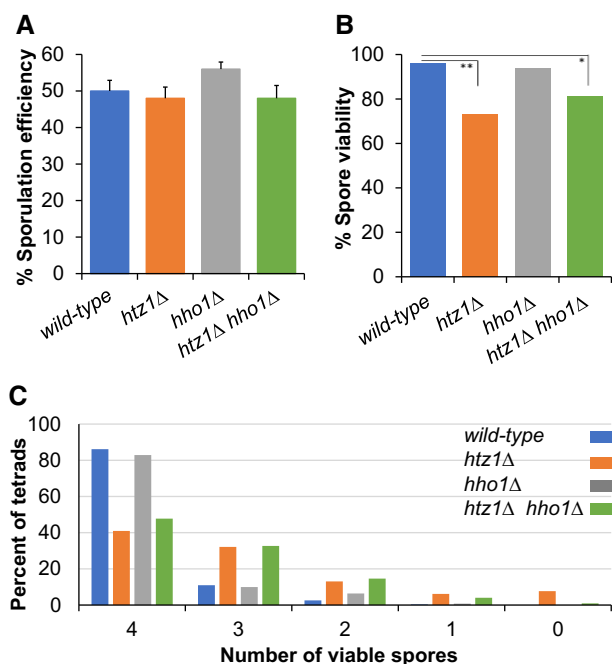 A
% Sporulation efficiency
60
50
40
30
20
10
0
wild-type
htz1Δ
hho1Δ
htz1Δ hho1Δ
B
% Spore viability
100
80
60
40
20
0
**
*
wild-type
htz1Δ
hho1Δ
htz1Δ hho1Δ
C
Percent of tetrads
100
80
60
40
20
0
wild-type
htz1Δ
hho1Δ
htz1Δ hho1Δ
4 3 2 1 0
Number of viable spores